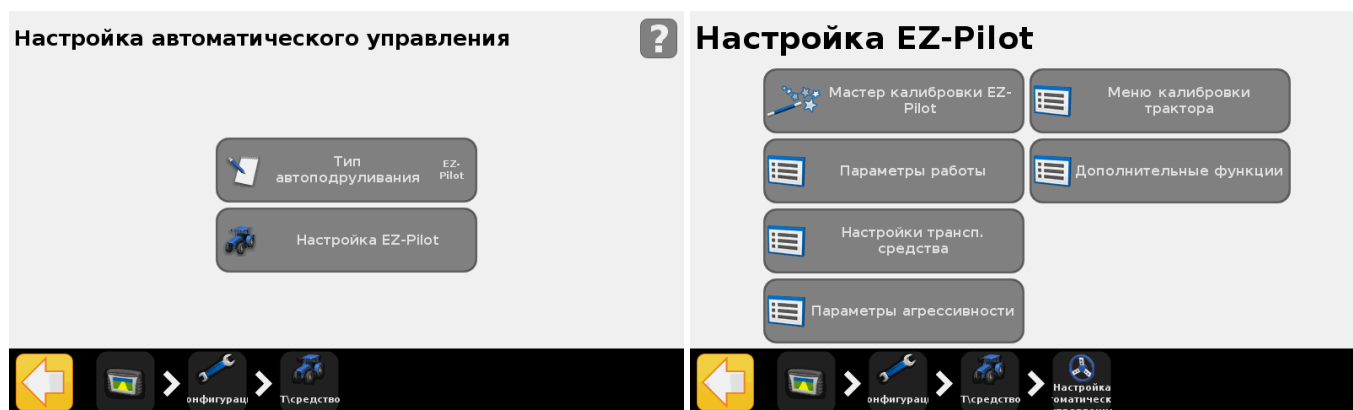 Настройка автоматического управления
?
Тип
автоподруливания
EZ-
Pilot
Настройка EZ-Pilot
онфигурац
Т\средство
Настройка EZ-Pilot
Мастер калибровки EZ-
Pilot
Меню калибровки
трактора
Параметры работы
Дополнительные функции
Настройки трансп.
средства
Параметры агрессивности
онфигурац
Т\средство
Настройка
оматическ